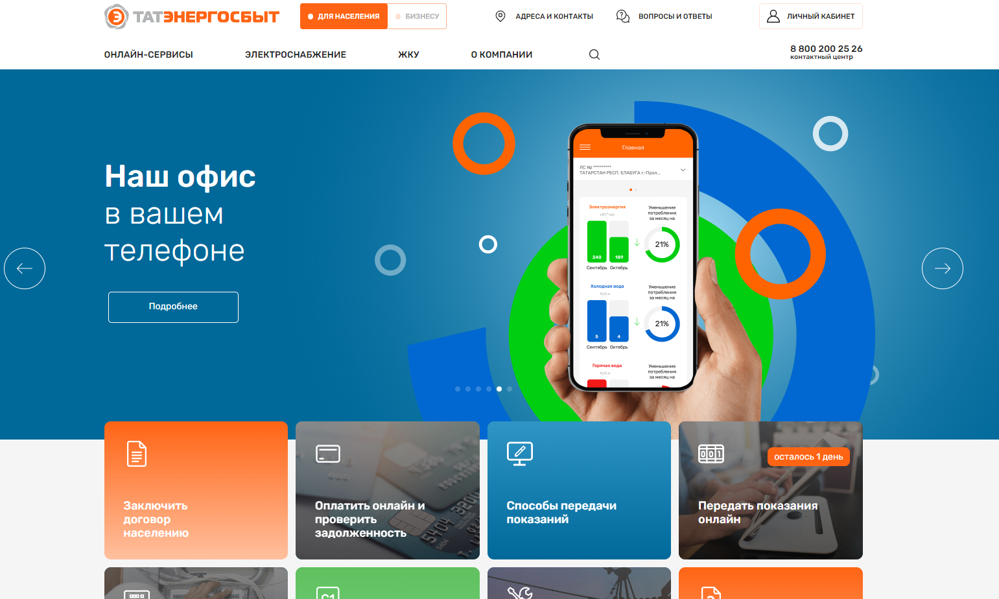 ТАТЭНЕРГОСБЫТ
ДЛЯ НАСЕЛЕНИЯ
БИЗНЕСУ
АДРЕСА И КОНТАКТЫ
ВОПРОСЫ И ОТВЕТЫ
ЛИЧНЫЙ КАБИНЕТ
ОНЛАЙН-СЕРВИСЫ
ЭЛЕКТРОСНАБЖЕНИЕ
ЖКУ
О КОМПАНИИ
8 800 200 25 26
контактный центр
Наш офис
в вашем
телефоне
Подробнее
Главная
ЛС № *********
ТАТАРСТАН РЕСП, ЕЛАБУГА г.-Прол...
Электроэнергия
кВт*час
Уменьшение
потребления
за месяц на
240
189
21%
Сентябрь
Октябрь
Холодная вода
Куб.м
Уменьшение
потребления
за месяц на
5
4
21%
Сентябрь
Октябрь
Горячая вода
Куб.м
Уменьшение
потребления
за месяц на
Заключить
договор
населению
Оплатить онлайн и
проверить
задолженность
Способы передачи
показаний
001
осталось 1 день
Передать показания
онлайн